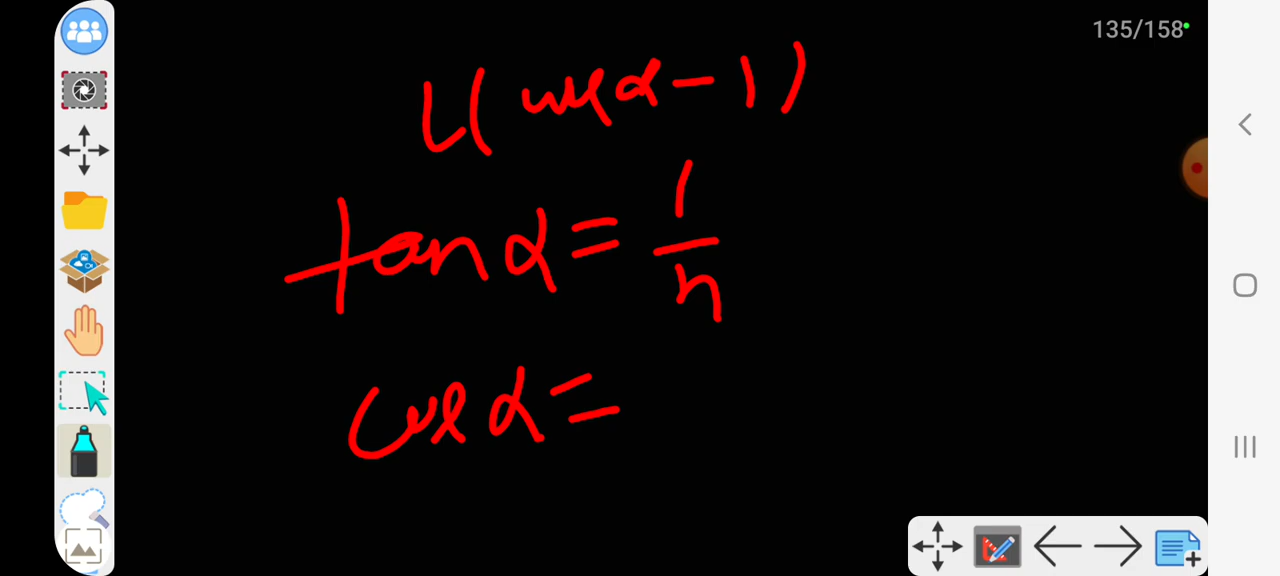 135/158
L(cosα-1)
tanα = 1/n
cosα =